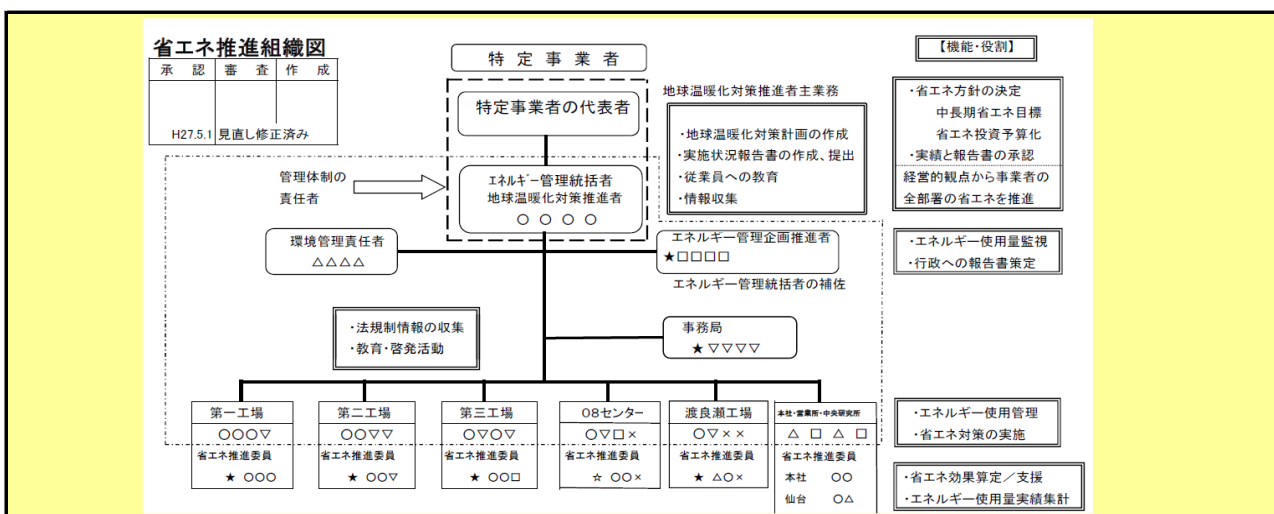 省エネ推進組織図
承 認 審 査 作 成
H27.5.1 見直し修正済み
特 定 事 業 者
特定事業者の代表者
管理体制の
責任者
エネルギー管理統括者
地球温暖化対策推進者
○ ○ ○ ○
地球温暖化対策推進者主業務
・地球温暖化対策計画の作成
・実施状況報告書の作成、提出
・従業員への教育
・情報収集
【機能・役割】
・省エネ方針の決定
中長期省エネ目標
省エネ投資予算化
・実績と報告書の承認
経営的観点から事業者の
全部署の省エネを推進
環境管理責任者
△△△△
エネルギー管理企画推進者
★□□□□
エネルギー管理統括者の補佐
・エネルギー使用量監視
・行政への報告書策定
・法規制情報の収集
・教育・啓発活動
事務局
★▽▽▽▽
第一工場
○○○▽
省エネ推進委員
★ ○○○
第二工場
○○▽▽
省エネ推進委員
★ ○○▽
第三工場
○▽○▽
省エネ推進委員
★ ○○□
O8センター
○▽□×
省エネ推進委員
☆ ○○×
渡良瀬工場
○▽××
省エネ推進委員
★ △○×
本社・営業所・中央研究所
△ □ △ □
省エネ推進委員
本社 ○○
仙台 ○△
・エネルギー使用管理
・省エネ対策の実施
・省エネ効果算定/支援
・エネルギー使用量実績集計